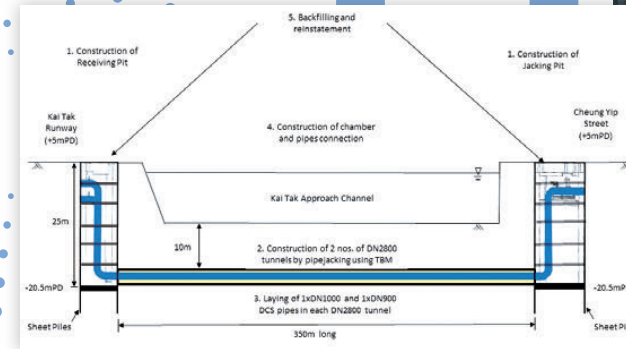 5. Backfilling and
reinstatement
1. Construction of
Receiving Pit
1. Construction of
Jacking Pit
Kai Tak
Runway
(+5mPD)
4. Construction of chamber
and pipes connection
Cheung Yip
Street
(+5mPD)
Kai Tak Approach Channel
25m
10m
2. Construction of 2 nos. of DN2800
tunnels by pipejacking using TBM
-20.5mPD
-20.5mPD
3. Laying of 1xDN1000 and 1xDN900
DCS pipes in each DN2800 tunnel
Sheet Piles
350m long
Sheet P